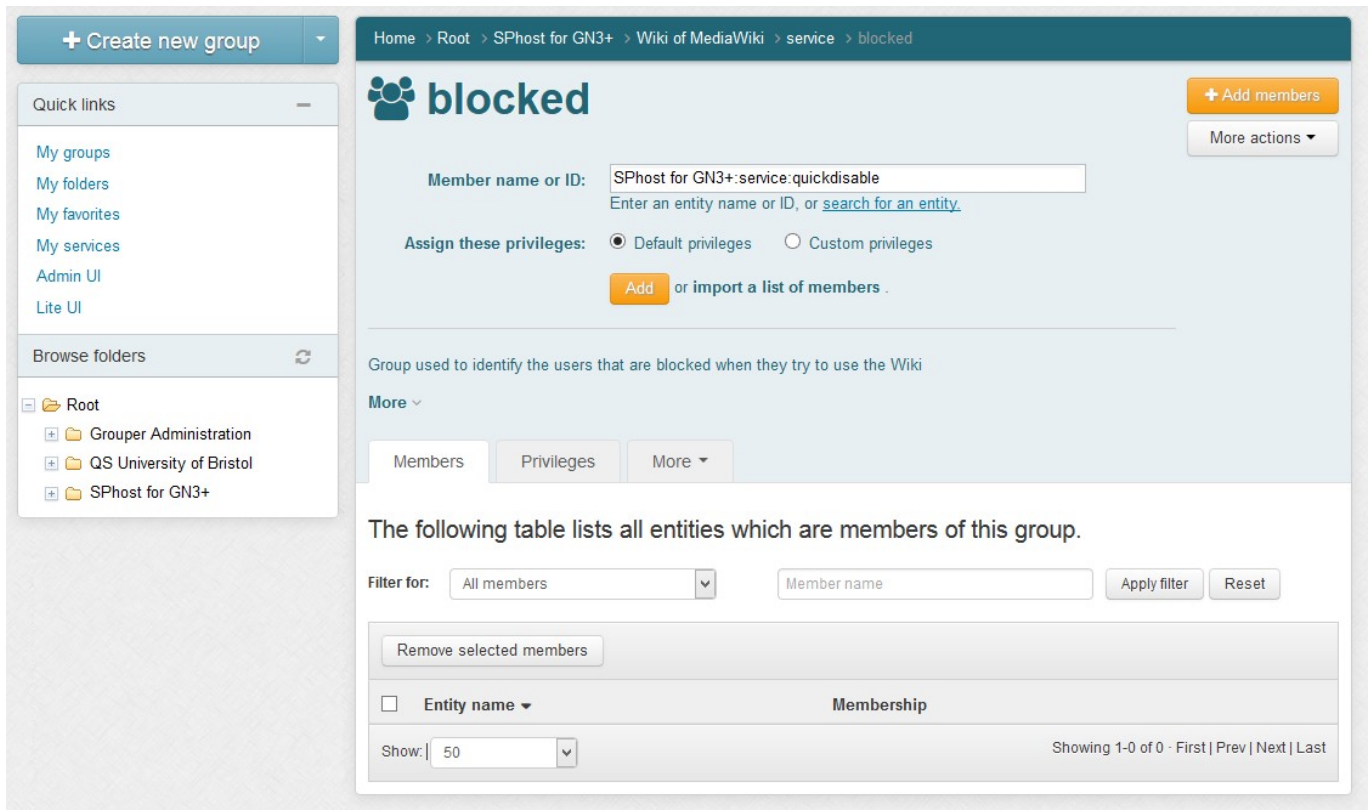 + Create new group
Quick links
My groups
My folders
My favorites
My services
Admin UI
Lite UI
Browse folders
Root
Grouper Administration
QS University of Bristol
SPhost for GN3+
Home > Root > SPhost for GN3+ > Wiki of MediaWiki > service > blocked
blocked
+ Add members
More actions
Member name or ID: SPhost for GN3+:service:quickdisable
Enter an entity name or ID, or search for an entity.
Assign these privileges: Default privileges Custom privileges
Add or import a list of members .
Group used to identify the users that are blocked when they try to use the Wiki
More
Members Privileges More
The following table lists all entities which are members of this group.
Filter for: All members Member name Apply filter Reset
Remove selected members
Entity name Membership
Show: 50 Showing 1-0 of 0 · First | Prev | Next | Last